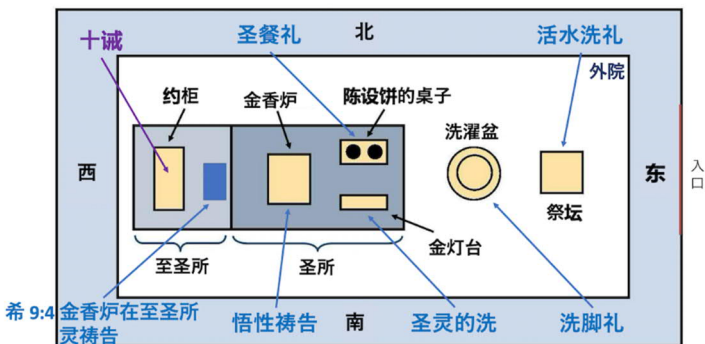 十诫
圣餐礼
北
活水洗礼
外院
约柜
金香炉
陈设饼的桌子
洗濯盆
西
东
入
口
祭坛
金灯台
至圣所
圣所
希 9:4 金香炉在至圣所
灵祷告
悟性祷告
南
圣灵的洗
洗脚礼